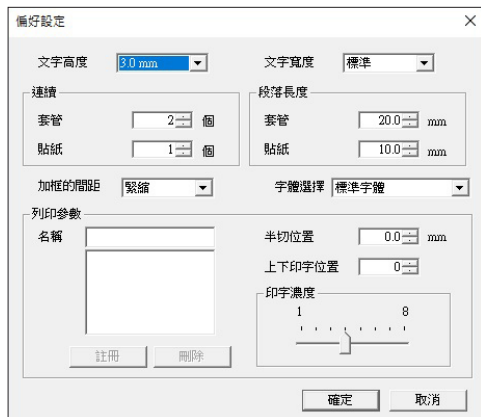 偏好設定
文字高度 3.0 mm 文字寬度 標準
連續 段落長度
套管 2 個 套管 20.0 mm
貼紙 1 個 貼紙 10.0 mm
加框的間距 緊縮 字體選擇 標準字體
列印參數
名稱 半切位置 0.0 mm
上下印字位置 0
印字濃度
1 8
註冊 刪除
確定 取消